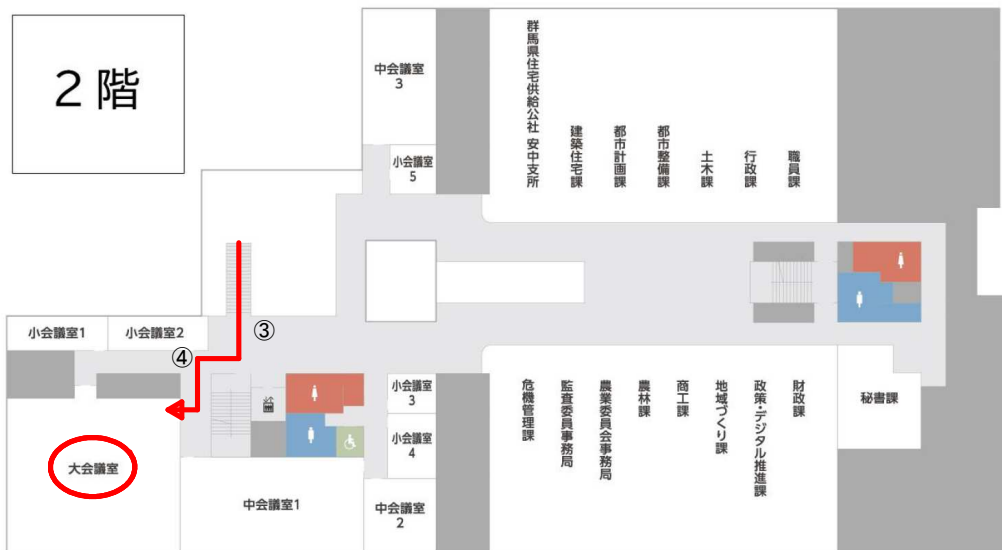 2階
中会議室
3
小会議室
5
群馬県住宅供給公社 安中支所
建築住宅課
都市計画課
都市整備課
土木課
行政課
職員課
小会議室1
小会議室2
③
④
大会議室
中会議室1
小会議室
3
小会議室
4
中会議室
2
危機管理課
監査委員事務局
農業委員会事務局
農林課
商工課
地域づくり課
政策・デジタル推進課
財政課
秘書課